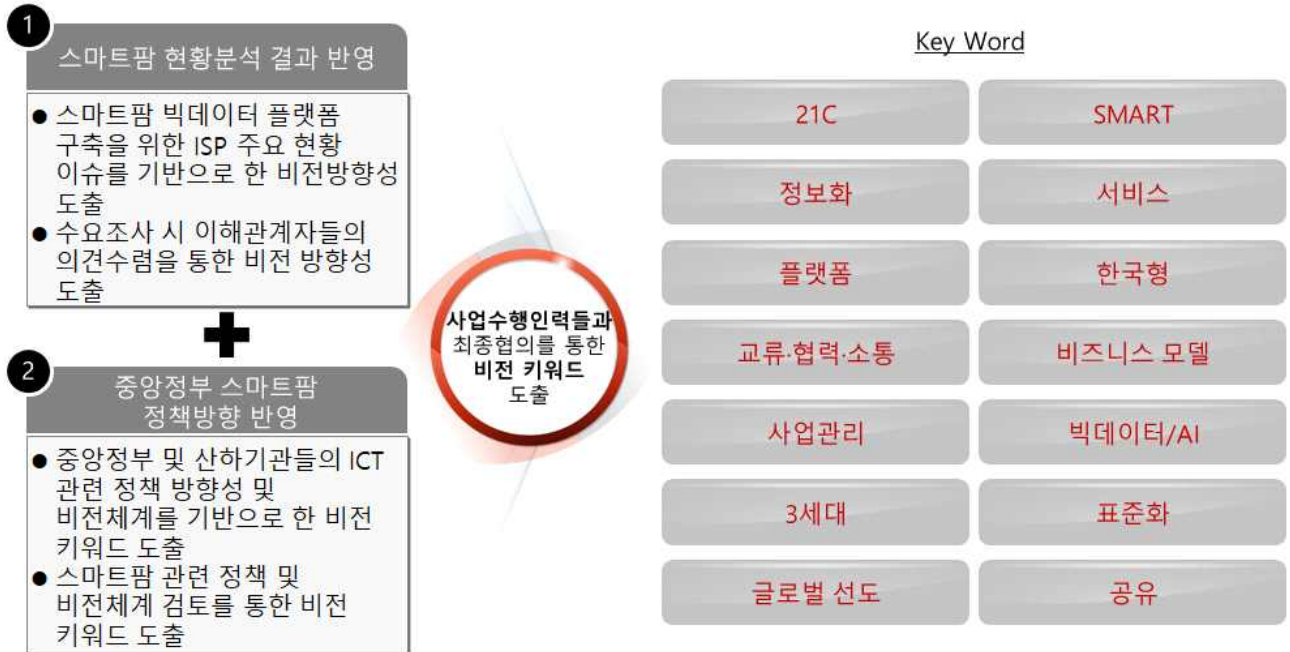 1
스마트팜 현황분석 결과 반영
● 스마트팜 빅데이터 플랫폼
구축을 위한 ISP 주요 현황
이슈를 기반으로 한 비전방향성
도출
● 수요조사 시 이해관계자들의
의견수렴을 통한 비전 방향성
도출
2
중앙정부 스마트팜
정책방향 반영
● 중앙정부 및 산하기관들의 ICT
관련 정책 방향성 및
비전체계를 기반으로 한 비전
키워드 도출
● 스마트팜 관련 정책 및
비전체계 검토를 통한 비전
키워드 도출
사업수행인력들과
최종협의를 통한
비전 키워드
도출
Key Word
21C
SMART
정보화
서비스
플랫폼
한국형
교류·협력·소통
비즈니스 모델
사업관리
빅데이터/AI
3세대
표준화
글로벌 선도
공유